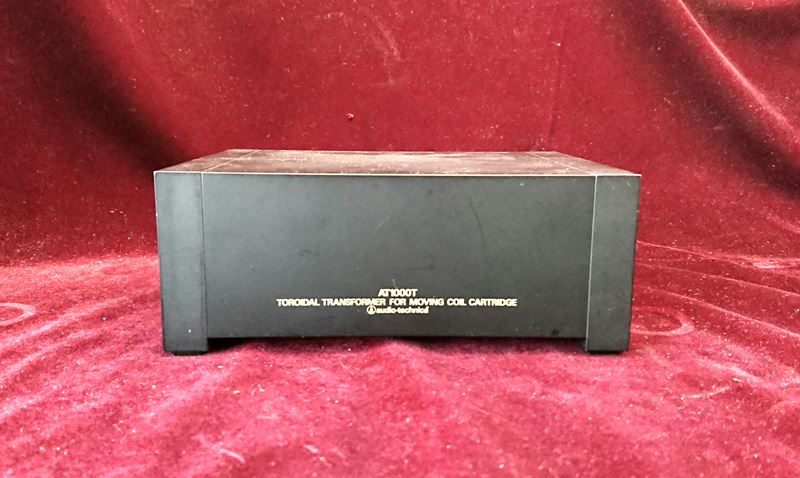 AT1000T
TOROIDAL TRANSFORMER FOR MOVING COIL CARTRIDGE
audio-technica